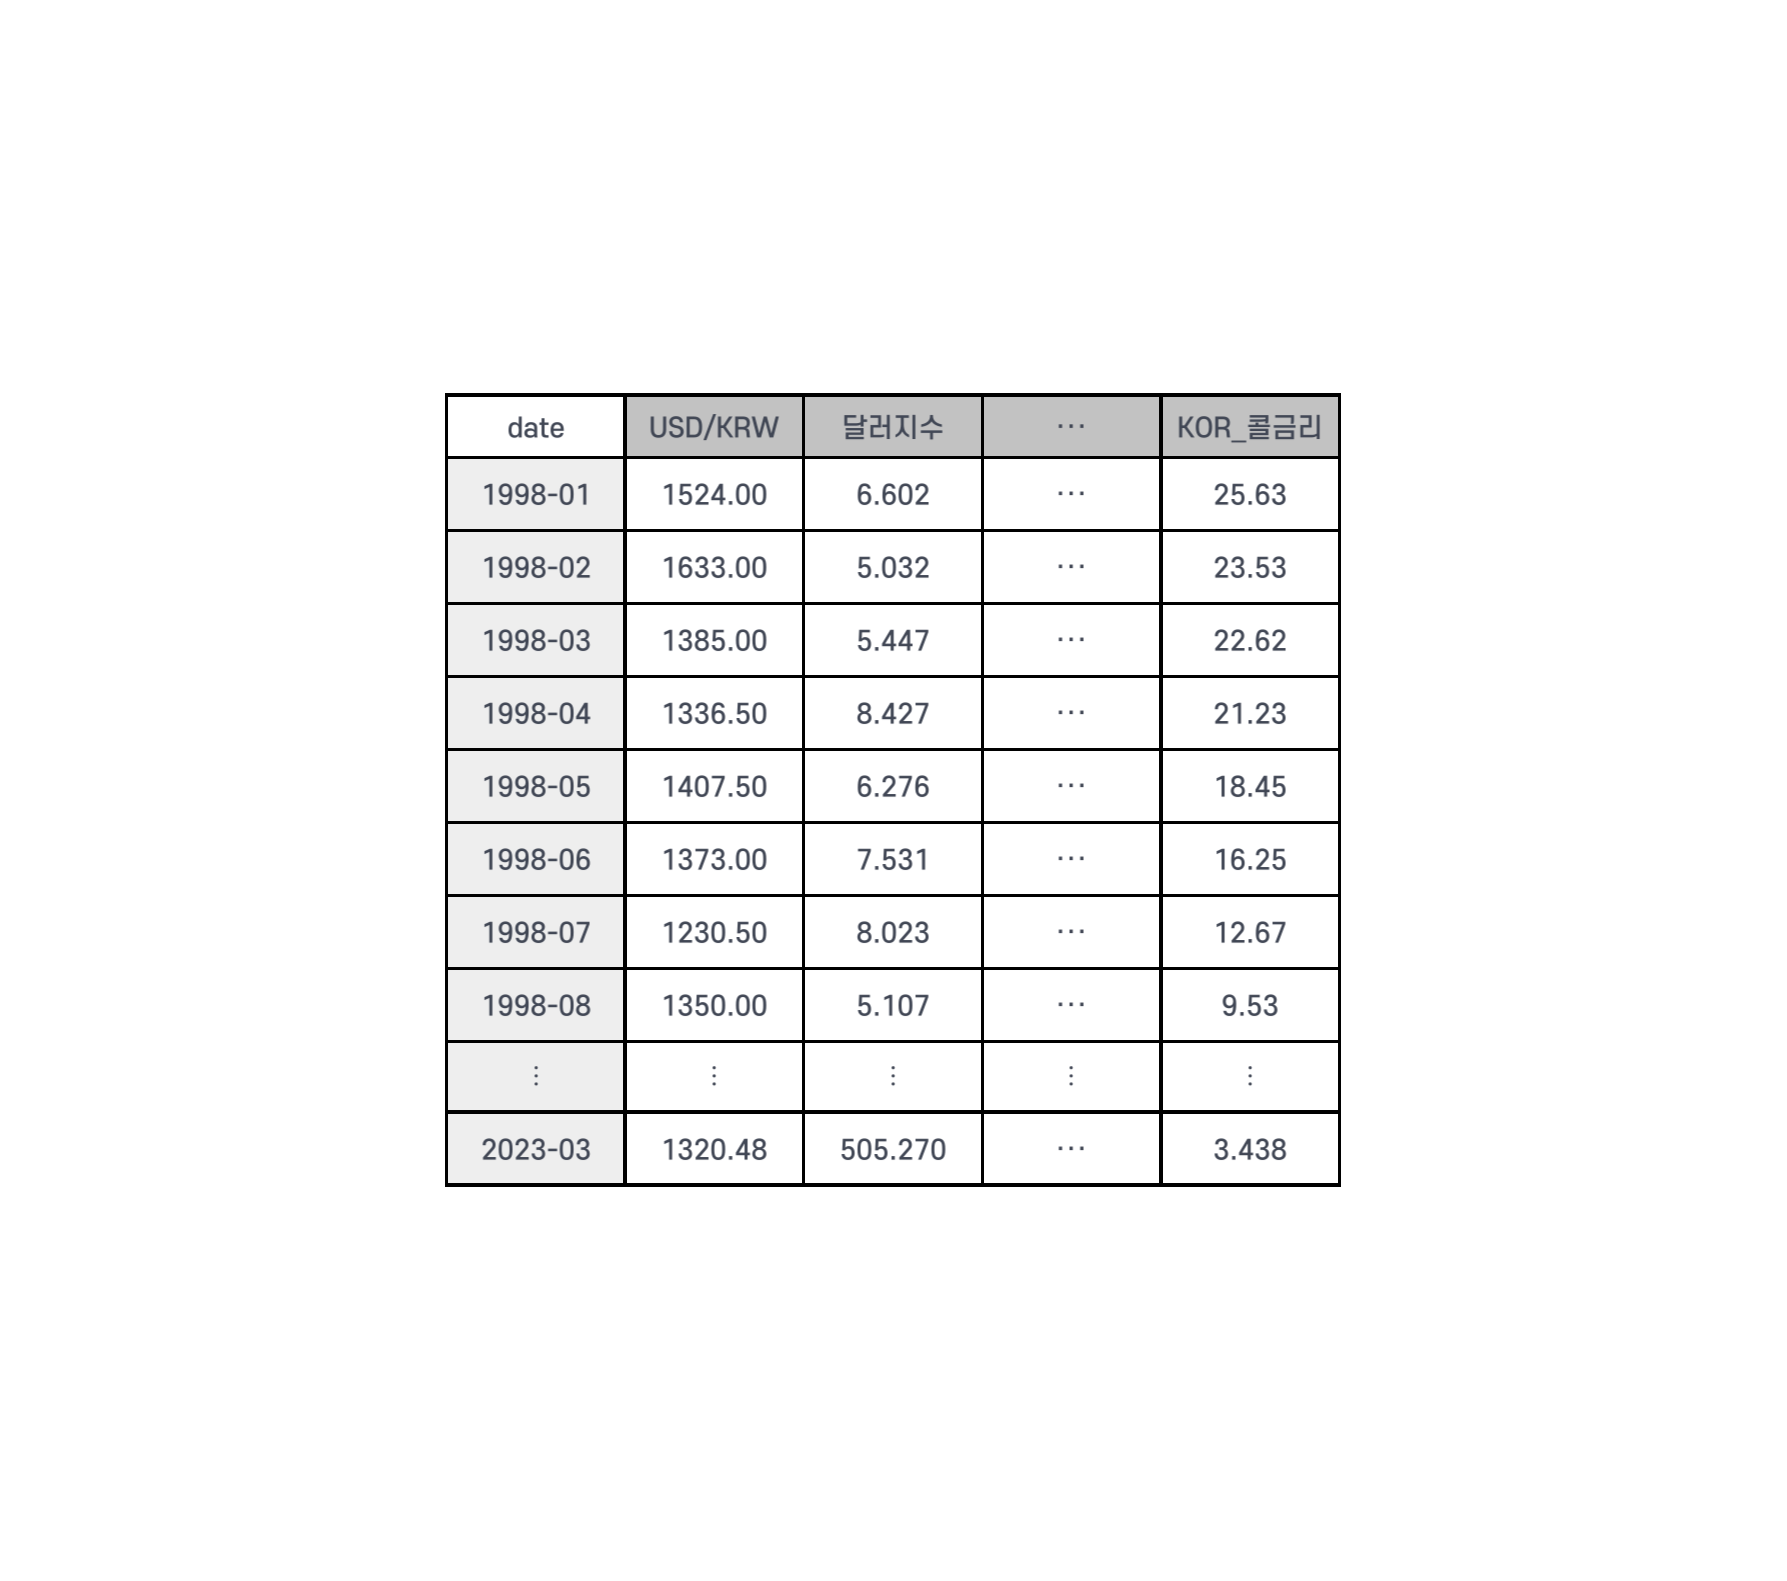 date USD/KRW 달러지수 ⋯ KOR_콜금리
1998-01 1524.00 6.602 ⋯ 25.63
1998-02 1633.00 5.032 ⋯ 23.53
1998-03 1385.00 5.447 ⋯ 22.62
1998-04 1336.50 8.427 ⋯ 21.23
1998-05 1407.50 6.276 ⋯ 18.45
1998-06 1373.00 7.531 ⋯ 16.25
1998-07 1230.50 8.023 ⋯ 12.67
1998-08 1350.00 5.107 ⋯ 9.53
⋮ ⋮ ⋮ ⋮ ⋮
2023-03 1320.48 505.270 ⋯ 3.438